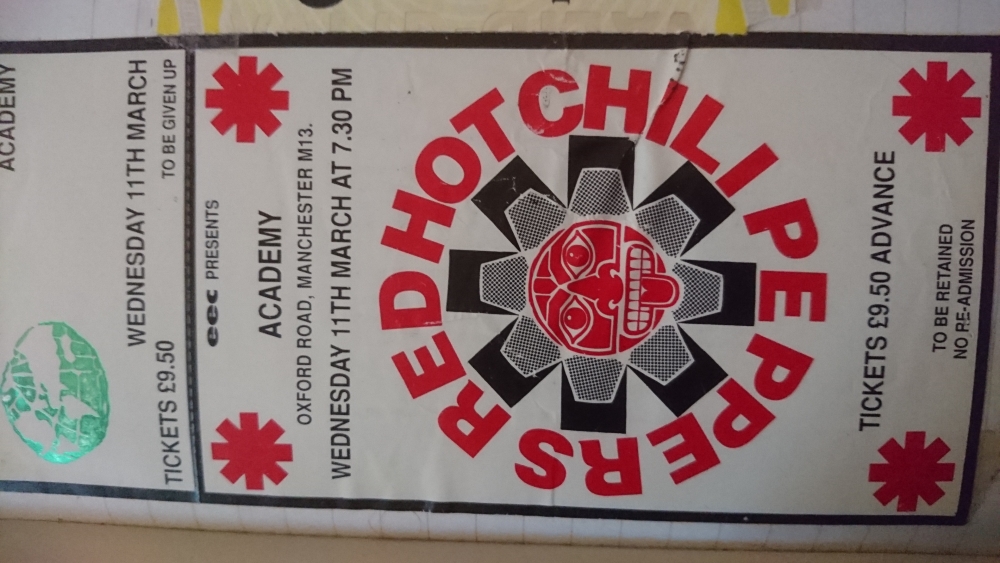 ACADEMY
WEDNESDAY 11TH MARCH
TO BE GIVEN UP
TICKETS £9.50
eec PRESENTS
ACADEMY
OXFORD ROAD, MANCHESTER M13.
WEDNESDAY 11TH MARCH AT 7.30 PM
RED HOT CHILI PEPPERS
TICKETS £9.50 ADVANCE
TO BE RETAINED
NO RE-ADMISSION